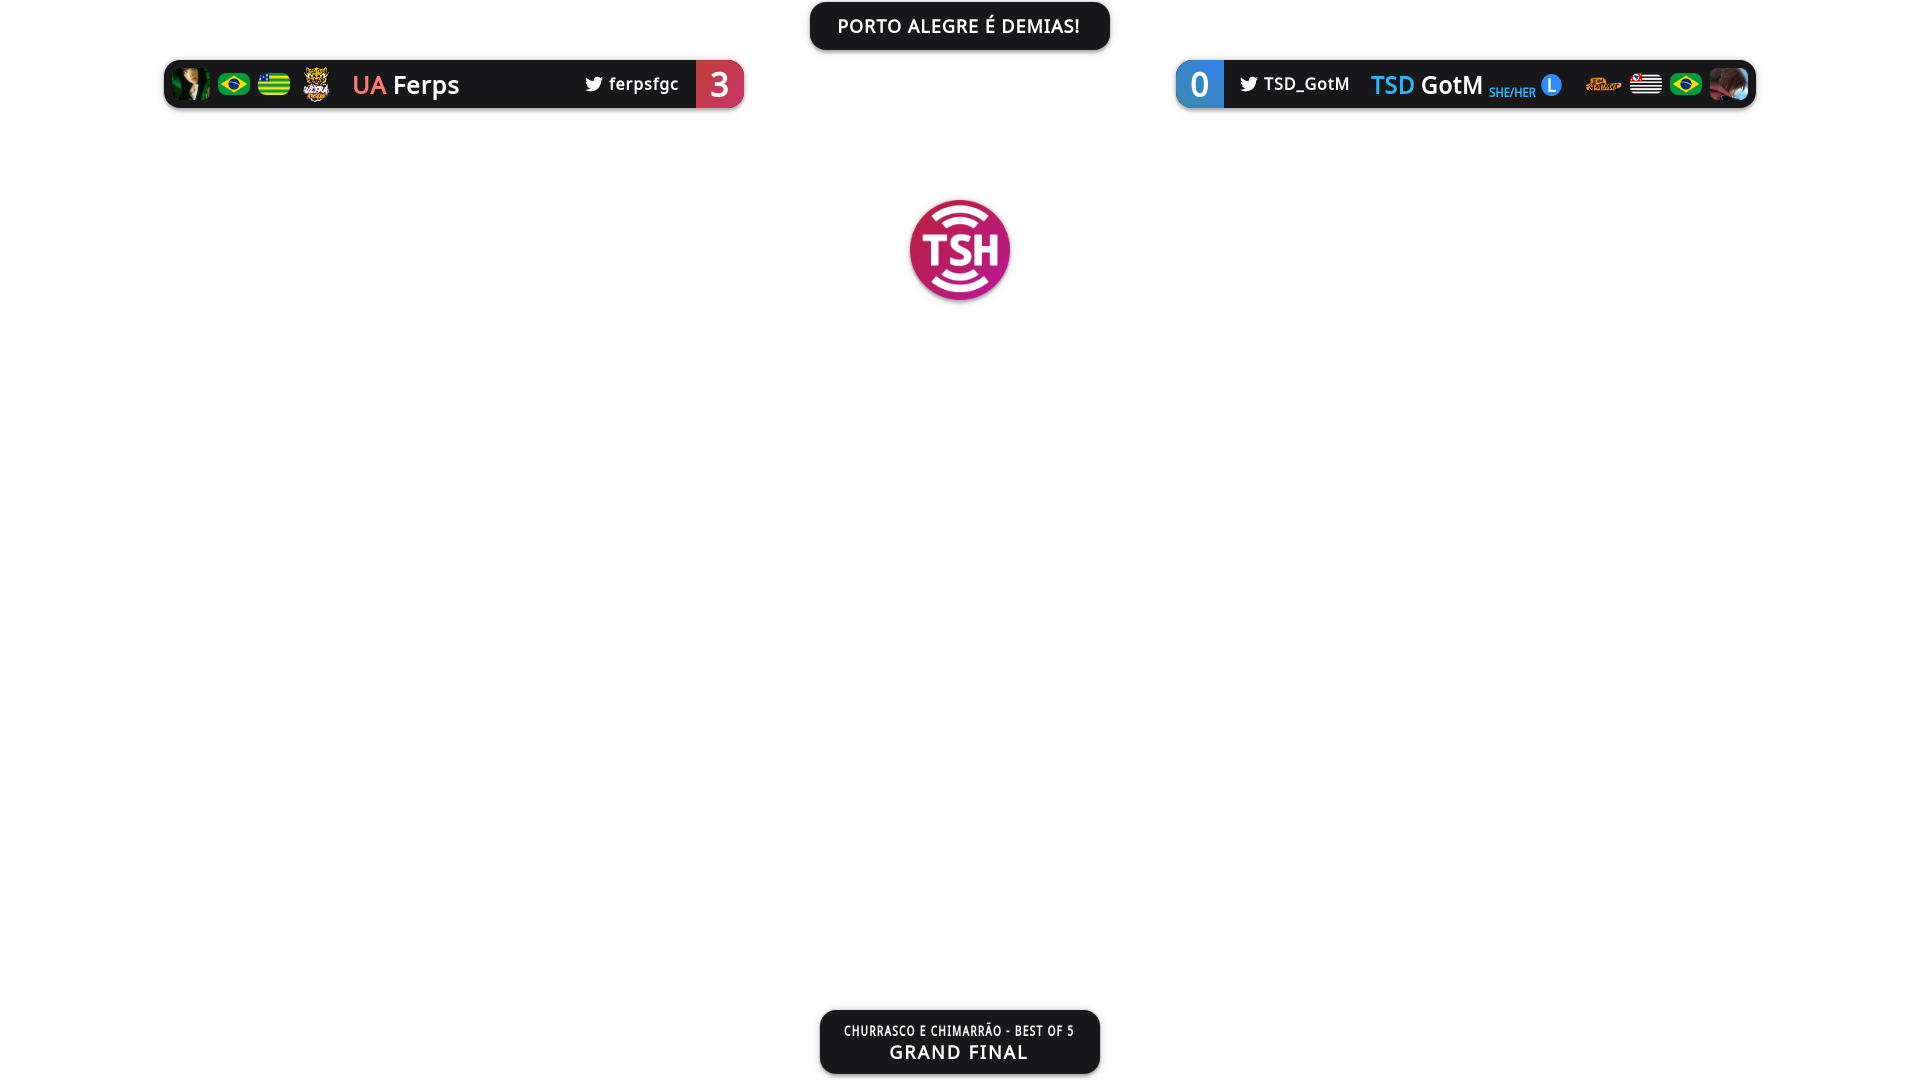 PORTO ALEGRE É DEMIAS!
UA Ferps
ferpsfgc
3
0
TSD_GotM
TSD GotM SHE/HER L
TSH
CHURRASCO E CHIMARRÃO - BEST OF 5
GRAND FINAL